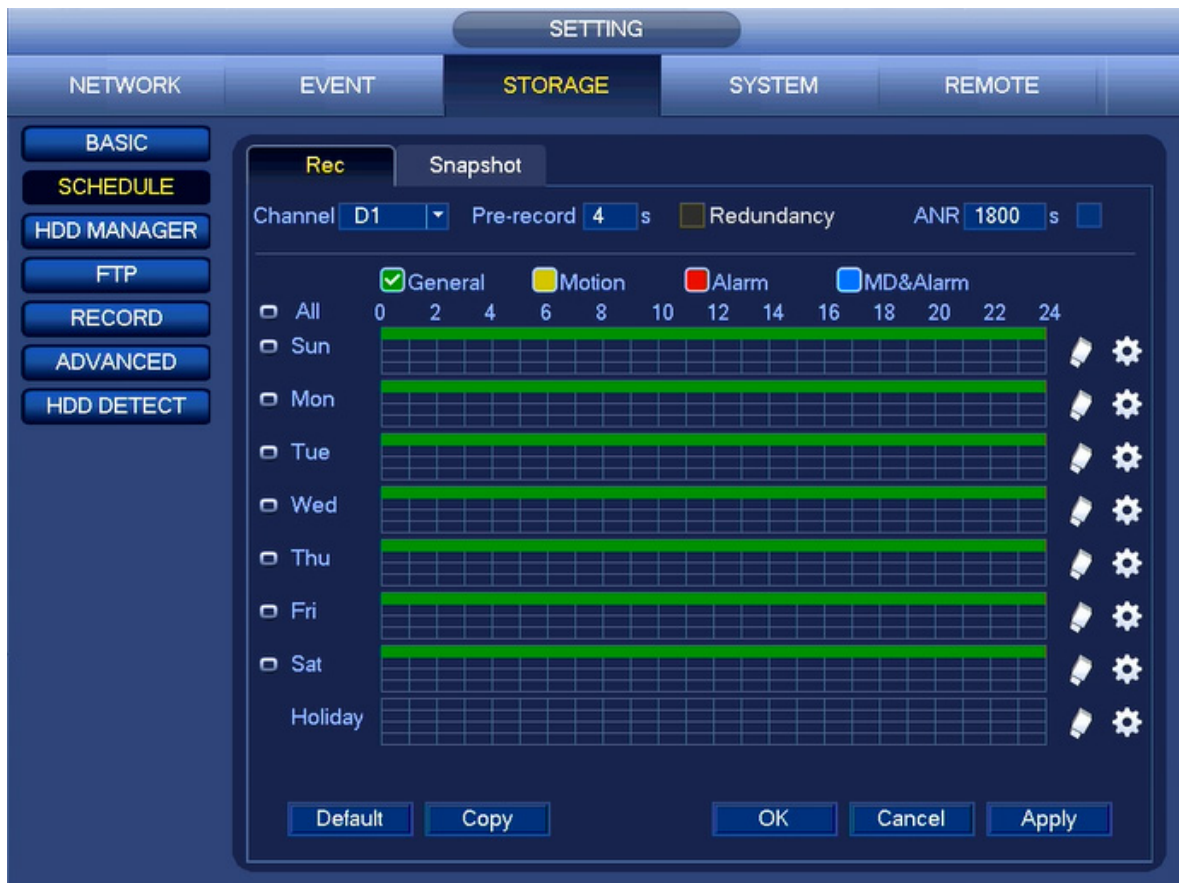 SETTING
NETWORK EVENT STORAGE SYSTEM REMOTE
BASIC
SCHEDULE
HDD MANAGER
FTP
RECORD
ADVANCED
HDD DETECT
Rec Snapshot
Channel D1 Pre-record 4 s Redundancy ANR 1800 s
General Motion Alarm MD&Alarm
All 0 2 4 6 8 10 12 14 16 18 20 22 24
Sun
Mon
Tue
Wed
Thu
Fri
Sat
Holiday
Default Copy OK Cancel Apply